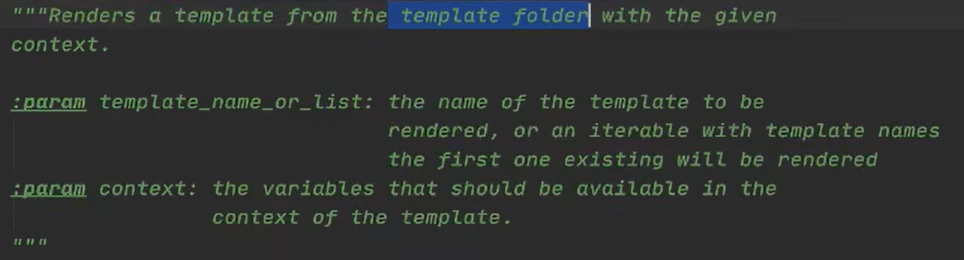 """Renders a template from the template folder with the given
context.
:param template_name_or_list: the name of the template to be
rendered, or an iterable with template names
the first one existing will be rendered
:param context: the variables that should be available in the
context of the template.
"""